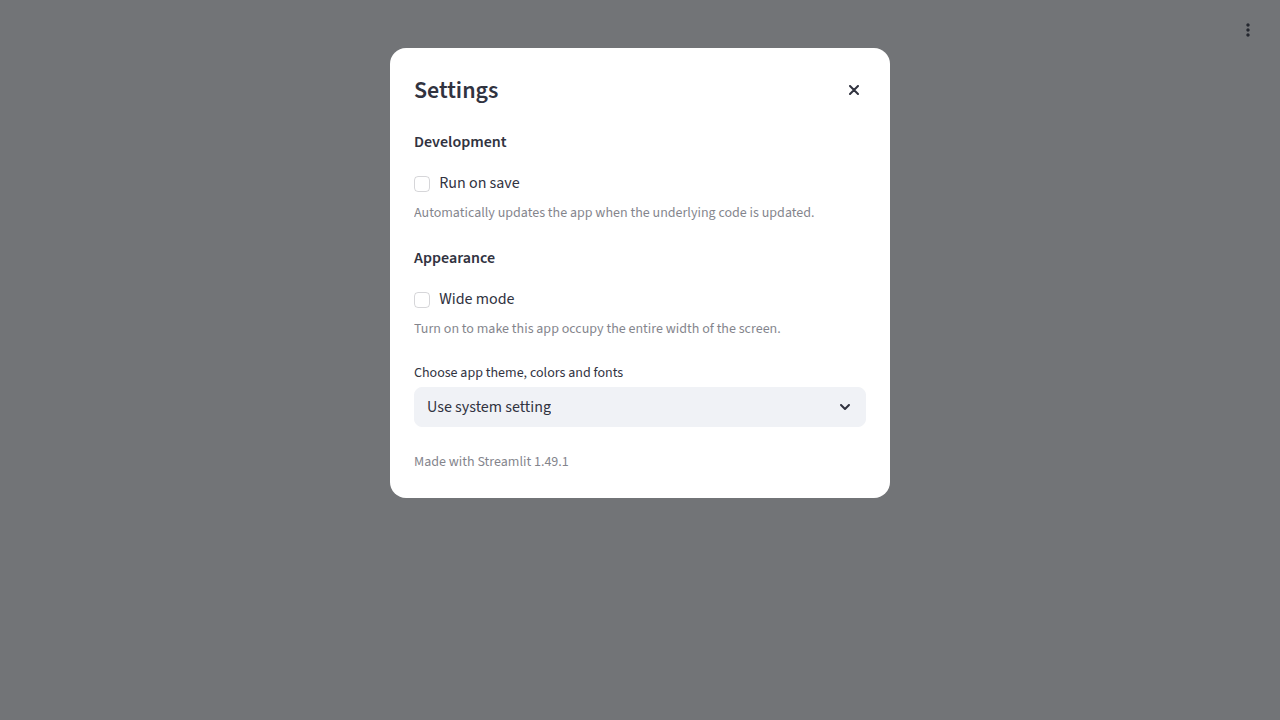 Settings
Development
Run on save
Automatically updates the app when the underlying code is updated.
Appearance
Wide mode
Turn on to make this app occupy the entire width of the screen.
Choose app theme, colors and fonts
Use system setting
Made with Streamlit 1.49.1